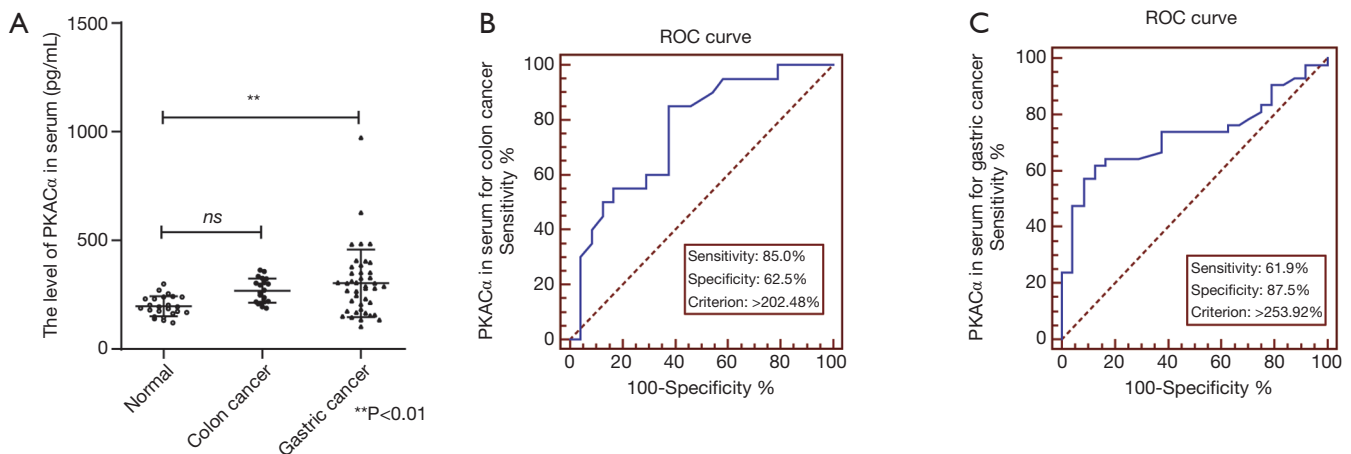 A
The level of PKACα in serum (pg/mL)
1500
1000
500
0
**
ns
Normal
Colon cancer
Gastric cancer
**P<0.01
B
ROC curve
PKACα in serum for colon cancer
Sensitivity %
100
80
60
40
20
0
Sensitivity: 85.0%
Specificity: 62.5%
Criterion: >202.48%
0 20 40 60 80 100
100-Specificity %
C
ROC curve
PKACα in serum for gastric cancer
Sensitivity %
100
80
60
40
20
0
Sensitivity: 61.9%
Specificity: 87.5%
Criterion: >253.92%
0 20 40 60 80 100
100-Specificity %